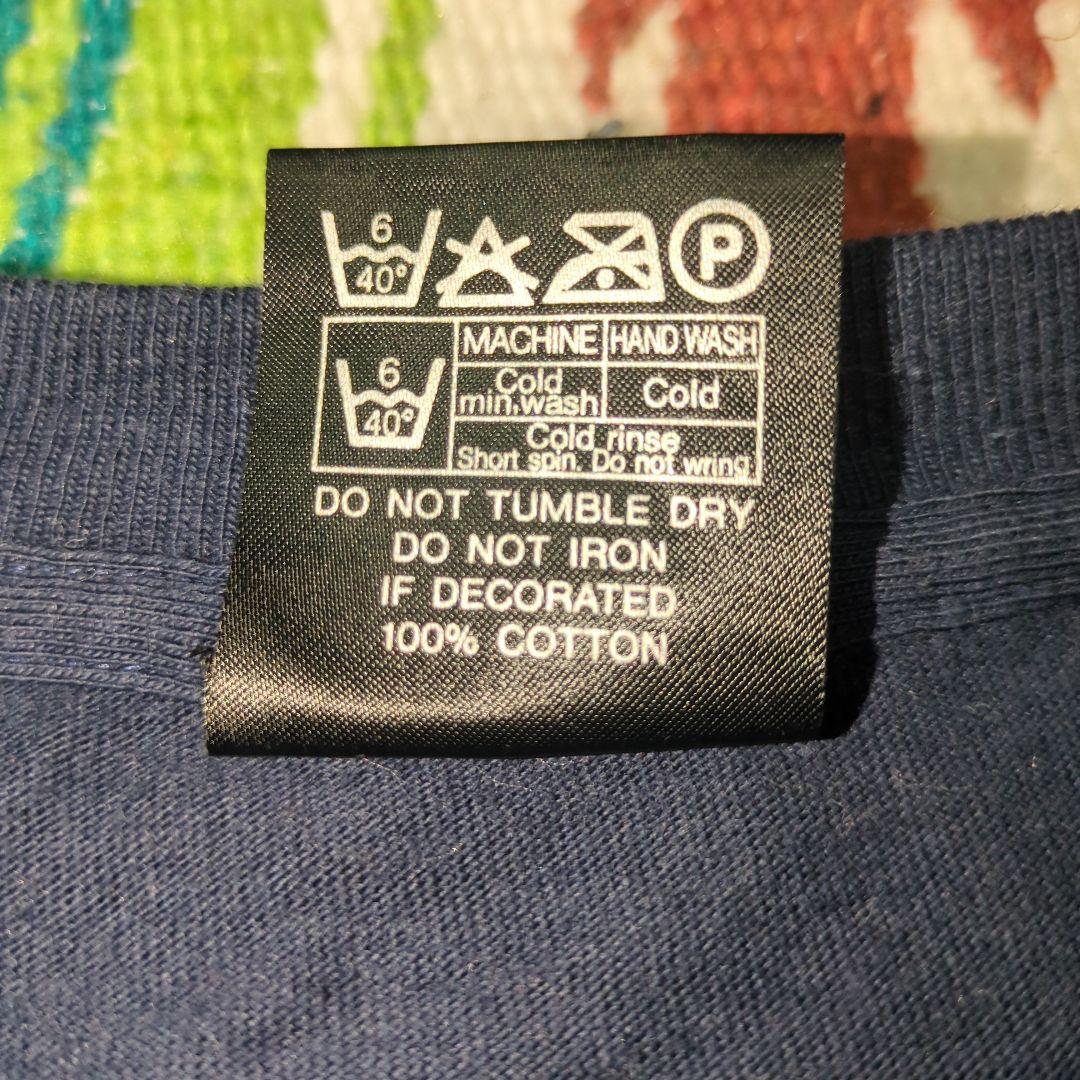 6 40° P
6 40°
MACHINE HAND WASH
Cold min.wash Cold
Cold rinse
Short spin. Do not wring.
DO NOT TUMBLE DRY
DO NOT IRON
IF DECORATED
100% COTTON